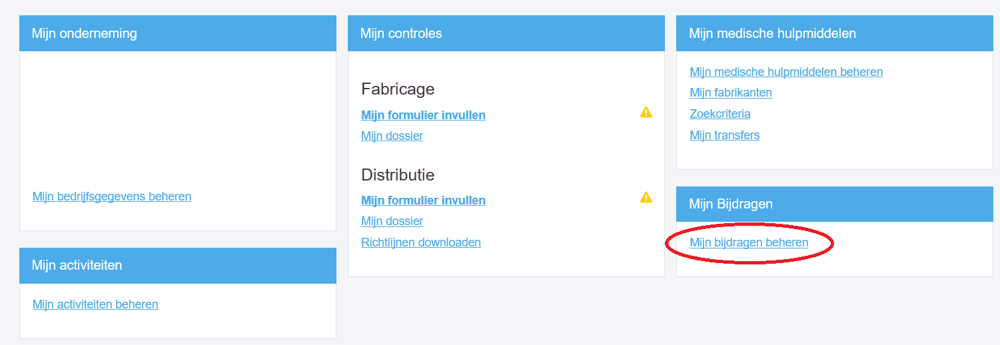 Mijn onderneming
Mijn bedrijfsgegevens beheren
Mijn activiteiten
Mijn activiteiten beheren
Mijn controles
Fabricage
Mijn formulier invullen
Mijn dossier
Distributie
Mijn formulier invullen
Mijn dossier
Richtlijnen downloaden
Mijn medische hulpmiddelen
Mijn medische hulpmiddelen beheren
Mijn fabrikanten
Zoekcriteria
Mijn transfers
Mijn Bijdragen
Mijn bijdragen beheren